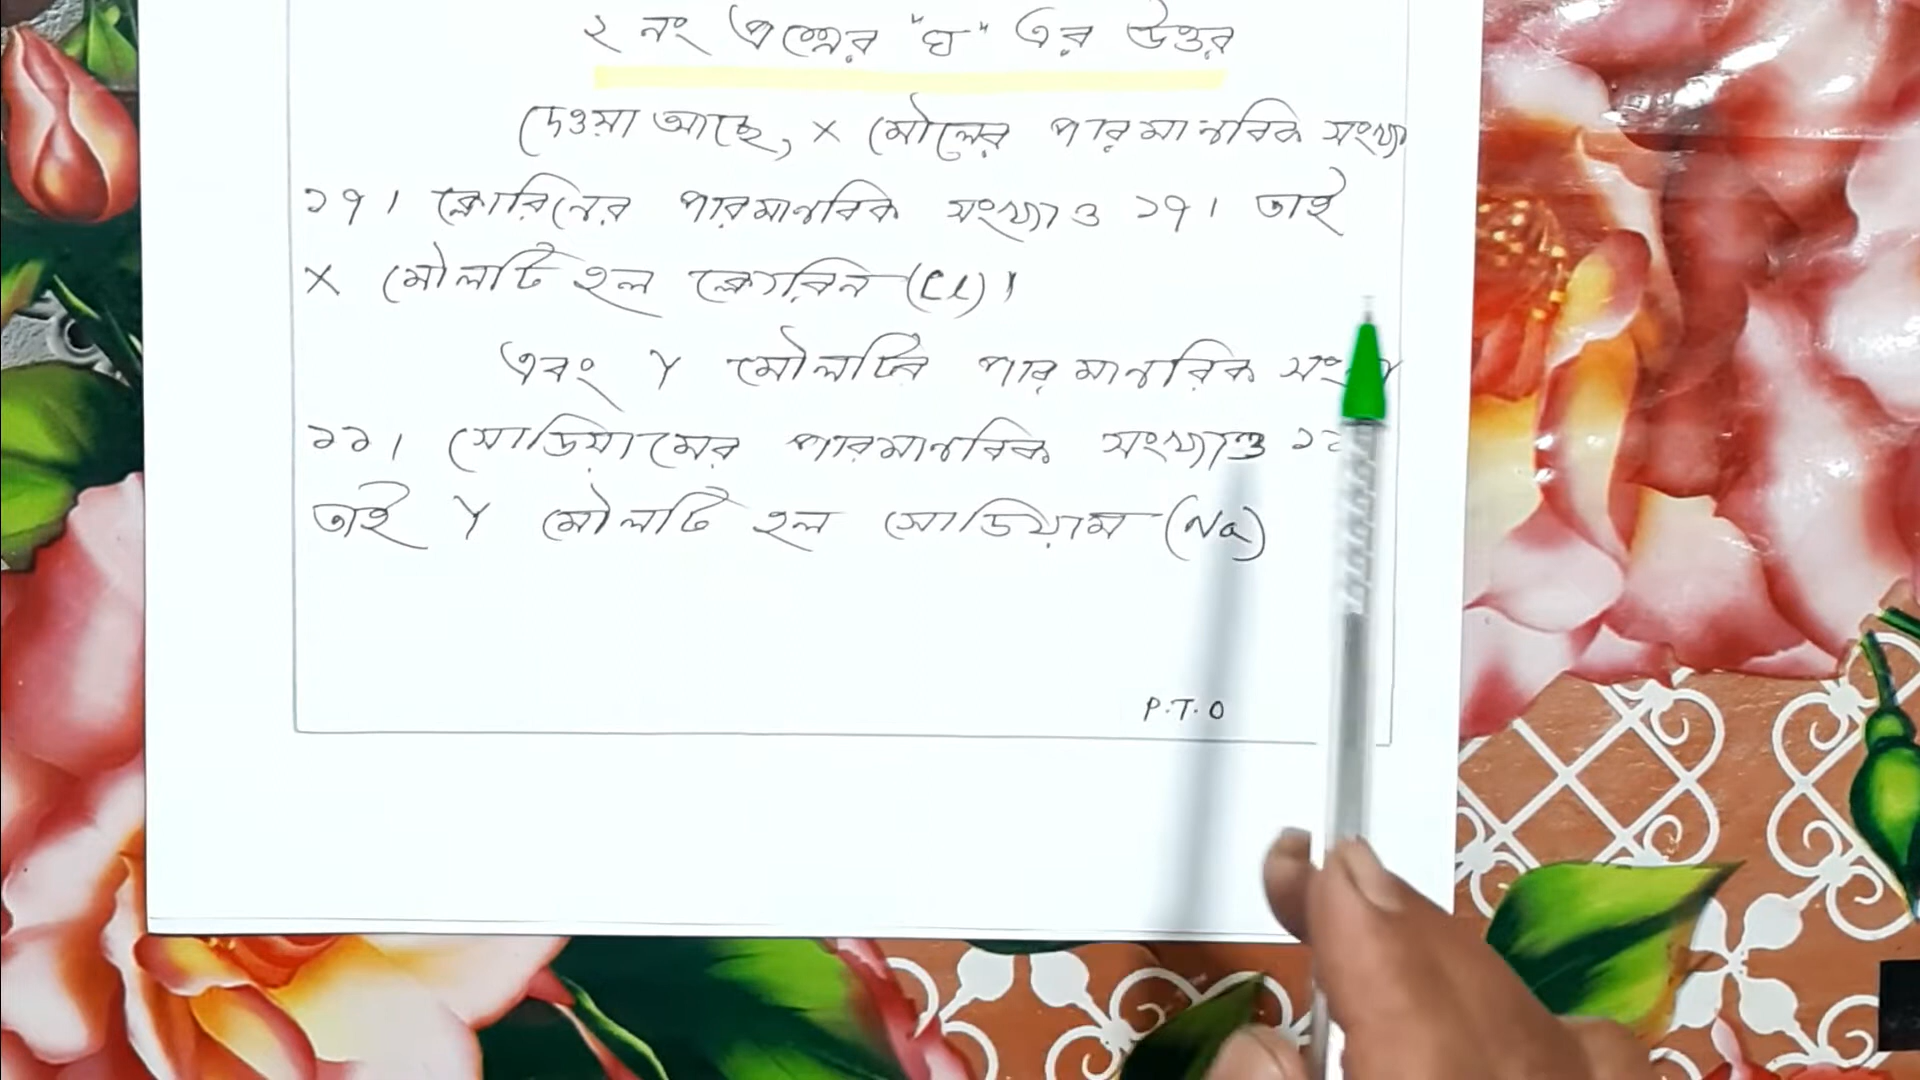 ২ নং প্রশ্নের "ঘ" এর উত্তর
দেওয়া আছে, X মৌলের পারমানবিক সংখ্যা
১৭। ক্লোরিনের পারমানবিক সংখ্যাও ১৭। তাই
X মৌলটি হল ক্লোরিন (Cl)।
এবং Y মৌলটির পারমানবিক
১১। সোডিয়ামের পারমানবিক সংখ্যাও
তাই Y মৌলটি হল সোডিয়াম (Na)
P.T.O